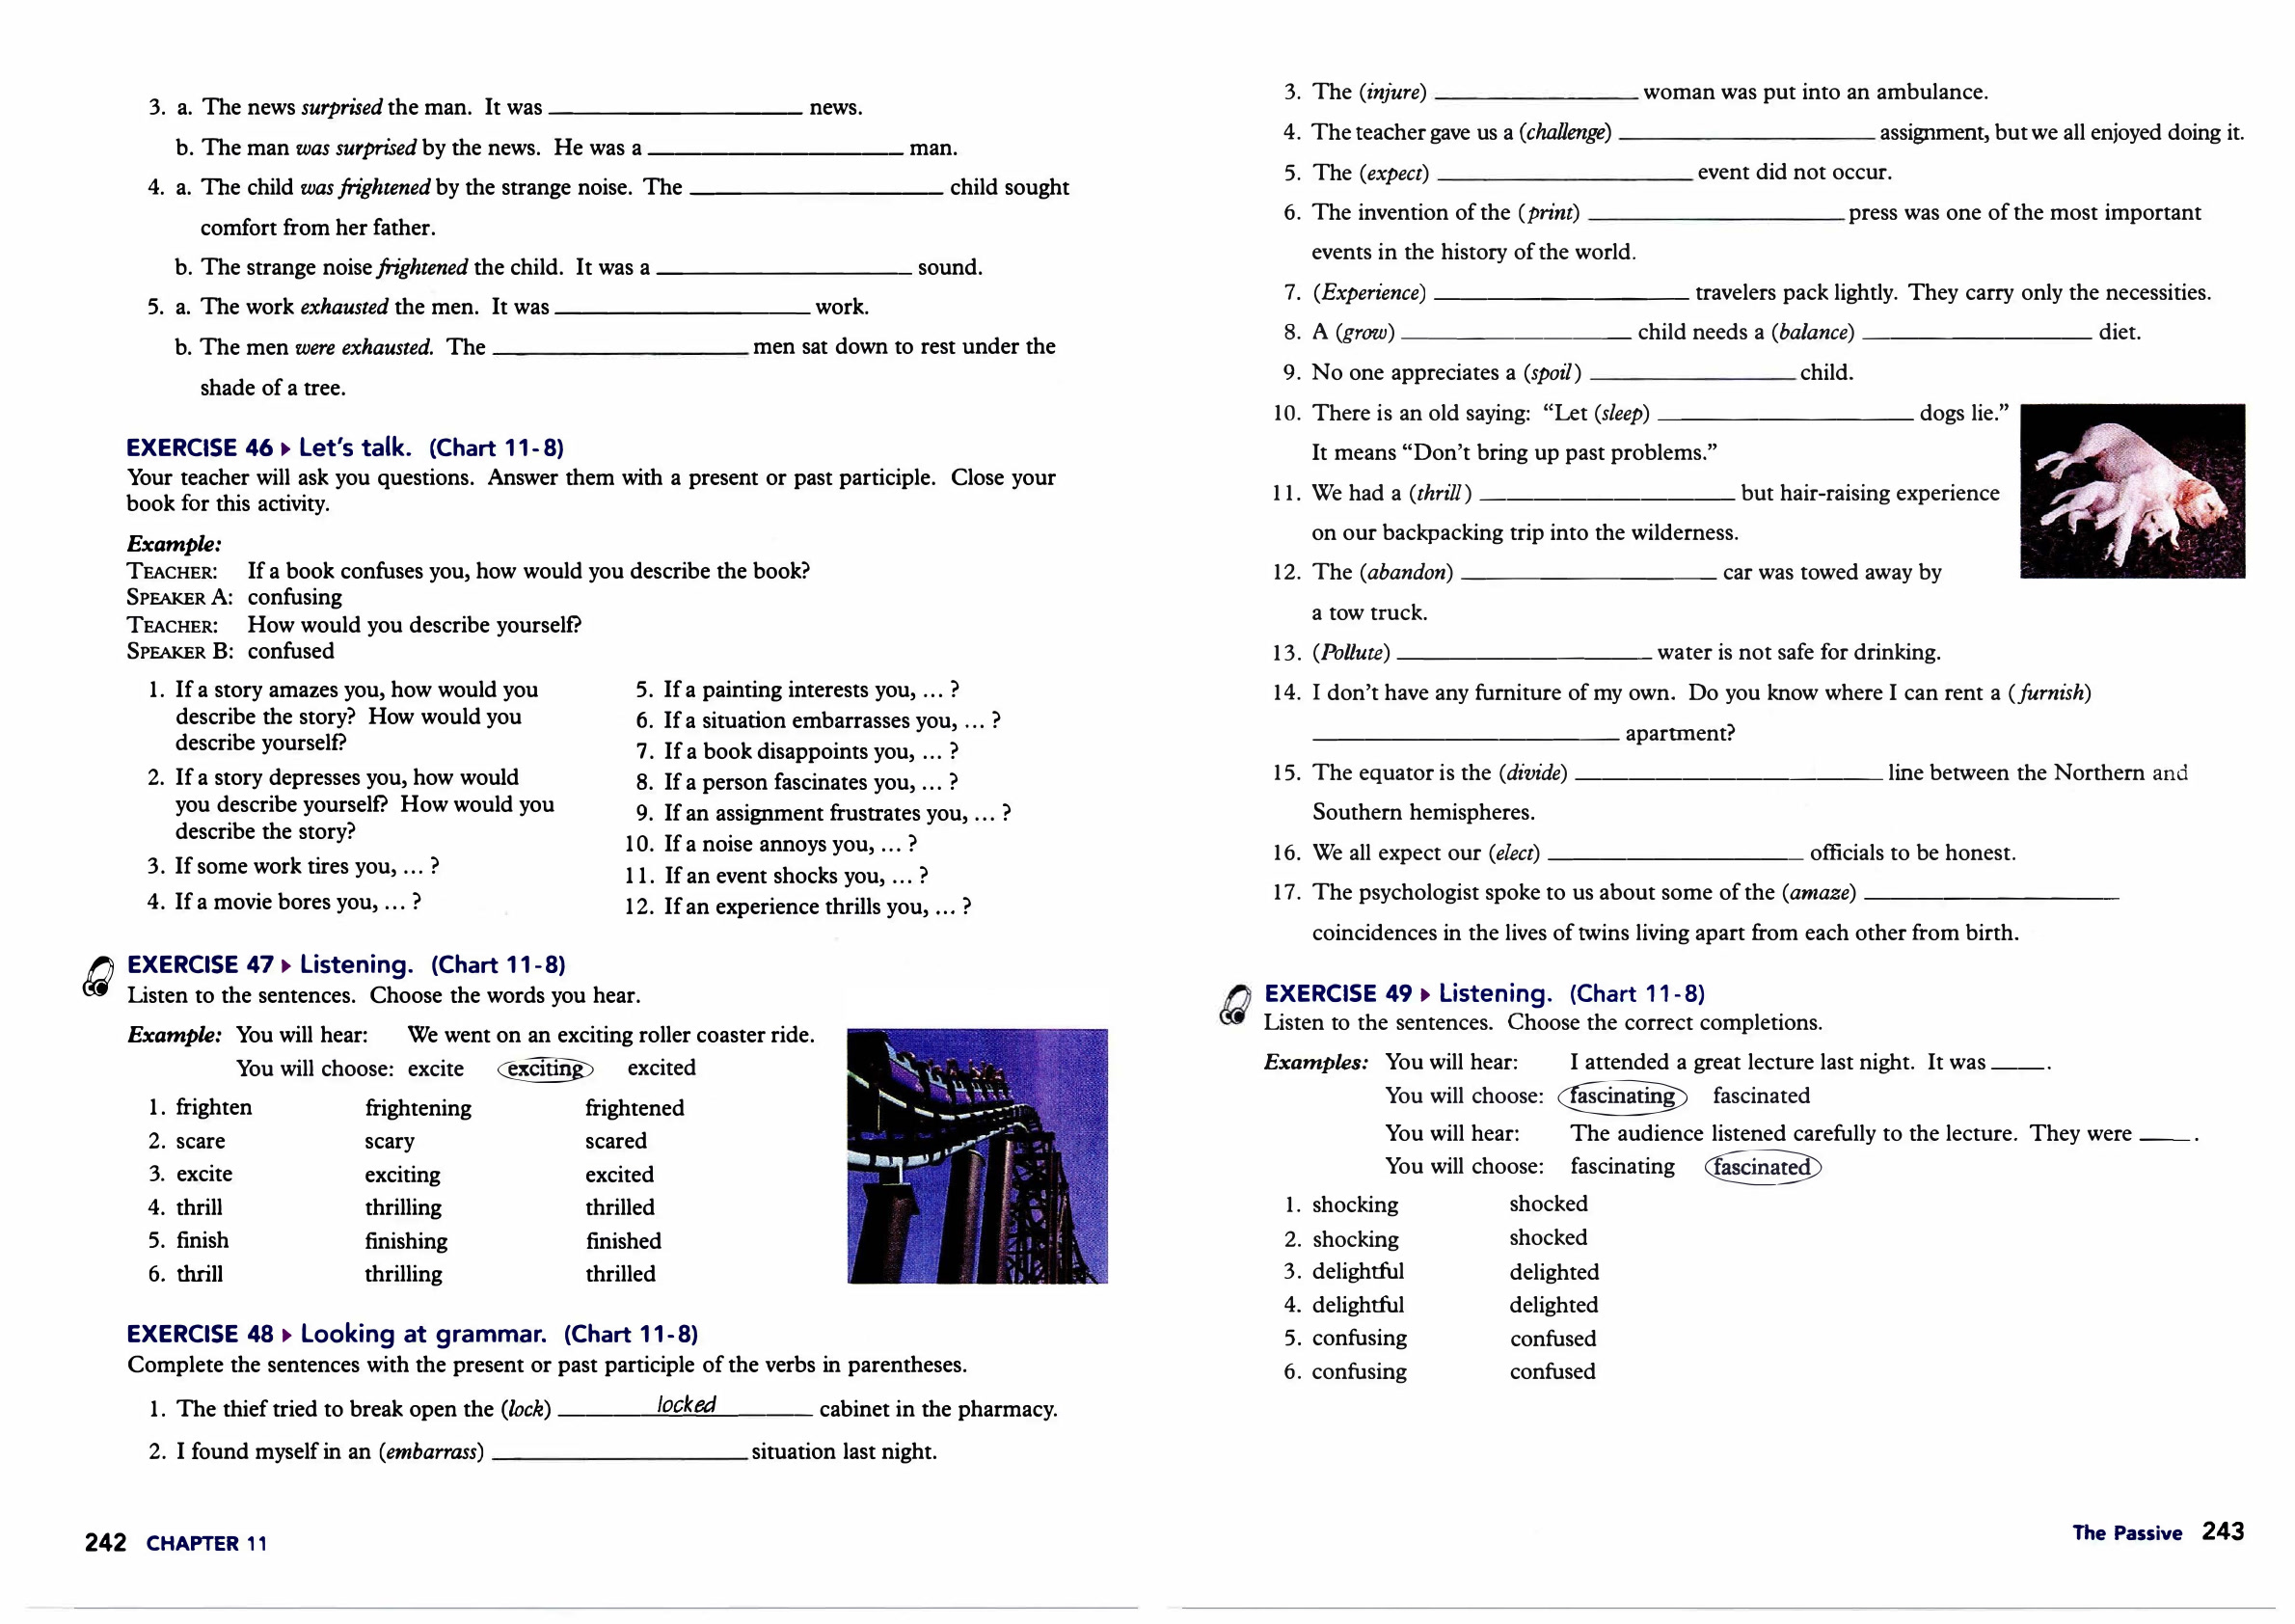 3. a. The news surprised the man. It was ____________ news.
b. The man was surprised by the news. He was a ____________ man.
4. a. The child was frightened by the strange noise. The ____________ child sought
comfort from her father.
b. The strange noise frightened the child. It was a ____________ sound.
5. a. The work exhausted the men. It was ____________ work.
b. The men were exhausted. The ____________ men sat down to rest under the
shade of a tree.
EXERCISE 46 ▸ Let's talk. (Chart 11-8)
Your teacher will ask you questions. Answer them with a present or past participle. Close your
book for this activity.
Example:
TEACHER: If a book confuses you, how would you describe the book?
SPEAKER A: confusing
TEACHER: How would you describe yourself?
SPEAKER B: confused
1. If a story amazes you, how would you
describe the story? How would you
describe yourself?
2. If a story depresses you, how would
you describe yourself? How would you
describe the story?
3. If some work tires you, … ?
4. If a movie bores you, … ?
5. If a painting interests you, … ?
6. If a situation embarrasses you, … ?
7. If a book disappoints you, … ?
8. If a person fascinates you, … ?
9. If an assignment frustrates you, … ?
10. If a noise annoys you, … ?
11. If an event shocks you, … ?
12. If an experience thrills you, … ?
EXERCISE 47 ▸ Listening. (Chart 11-8)
Listen to the sentences. Choose the words you hear.
Example: You will hear: We went on an exciting roller coaster ride.
You will choose: excite exciting excited
1. frighten frightening frightened
2. scare scary scared
3. excite exciting excited
4. thrill thrilling thrilled
5. finish finishing finished
6. thrill thrilling thrilled
EXERCISE 48 ▸ Looking at grammar. (Chart 11-8)
Complete the sentences with the present or past participle of the verbs in parentheses.
1. The thief tried to break open the (lock) ____locked____ cabinet in the pharmacy.
2. I found myself in an (embarrass) ____________ situation last night.
242 CHAPTER 11
3. The (injure) ____________ woman was put into an ambulance.
4. The teacher gave us a (challenge) ____________ assignment, but we all enjoyed doing it.
5. The (expect) ____________ event did not occur.
6. The invention of the (print) ____________ press was one of the most important
events in the history of the world.
7. (Experience) ____________ travelers pack lightly. They carry only the necessities.
8. A (grow) ____________ child needs a (balance) ____________ diet.
9. No one appreciates a (spoil) ____________ child.
10. There is an old saying: “Let (sleep) ____________ dogs lie.”
It means “Don't bring up past problems.”
11. We had a (thrill) ____________ but hair-raising experience
on our backpacking trip into the wilderness.
12. The (abandon) ____________ car was towed away by
a tow truck.
13. (Pollute) ____________ water is not safe for drinking.
14. I don't have any furniture of my own. Do you know where I can rent a (furnish)
____________ apartment?
15. The equator is the (divide) ____________ line between the Northern and
Southern hemispheres.
16. We all expect our (elect) ____________ officials to be honest.
17. The psychologist spoke to us about some of the (amaze) ____________
coincidences in the lives of twins living apart from each other from birth.
EXERCISE 49 ▸ Listening. (Chart 11-8)
Listen to the sentences. Choose the correct completions.
Examples: You will hear: I attended a great lecture last night. It was ____.
You will choose: fascinating fascinated
You will hear: The audience listened carefully to the lecture. They were ____.
You will choose: fascinating fascinated
1. shocking shocked
2. shocking shocked
3. delightful delighted
4. delightful delighted
5. confusing confused
6. confusing confused
The Passive 243